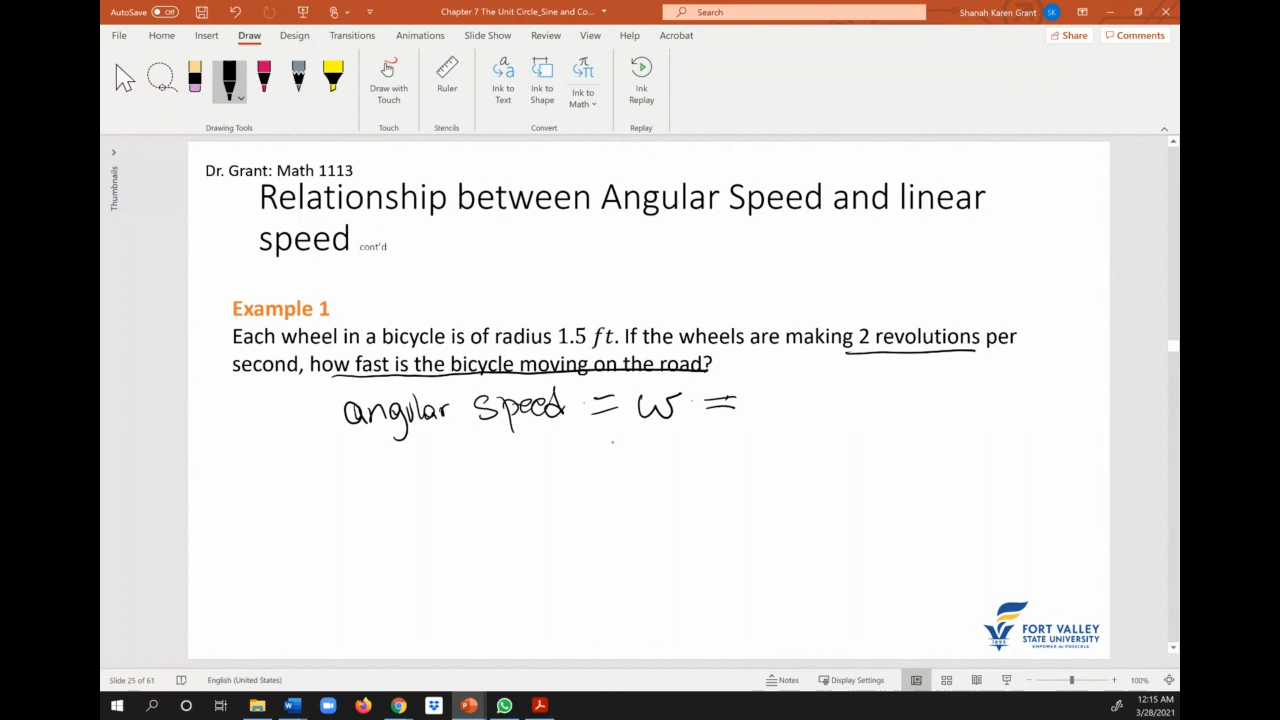 AutoSave Off Chapter 7 The Unit Circle_Sine and Co... Search Shanah Karen Grant SK
File Home Insert Draw Design Transitions Animations Slide Show Review View Help Acrobat Share Comments
Draw with Touch Ruler Ink to Text Ink to Shape Ink to Math Ink Replay
Drawing Tools Touch Stencils Convert Replay
Thumbnails
Dr. Grant: Math 1113
Relationship between Angular Speed and linear
speed cont'd
Example 1
Each wheel in a bicycle is of radius 1.5 ft. If the wheels are making 2 revolutions per
second, how fast is the bicycle moving on the road?
angular speed = w =
FORT VALLEY
STATE UNIVERSITY
EMPOWER the POSSIBLE
1895
Slide 25 of 61 English (United States) Notes Display Settings 100%
12:15 AM
3/28/2021